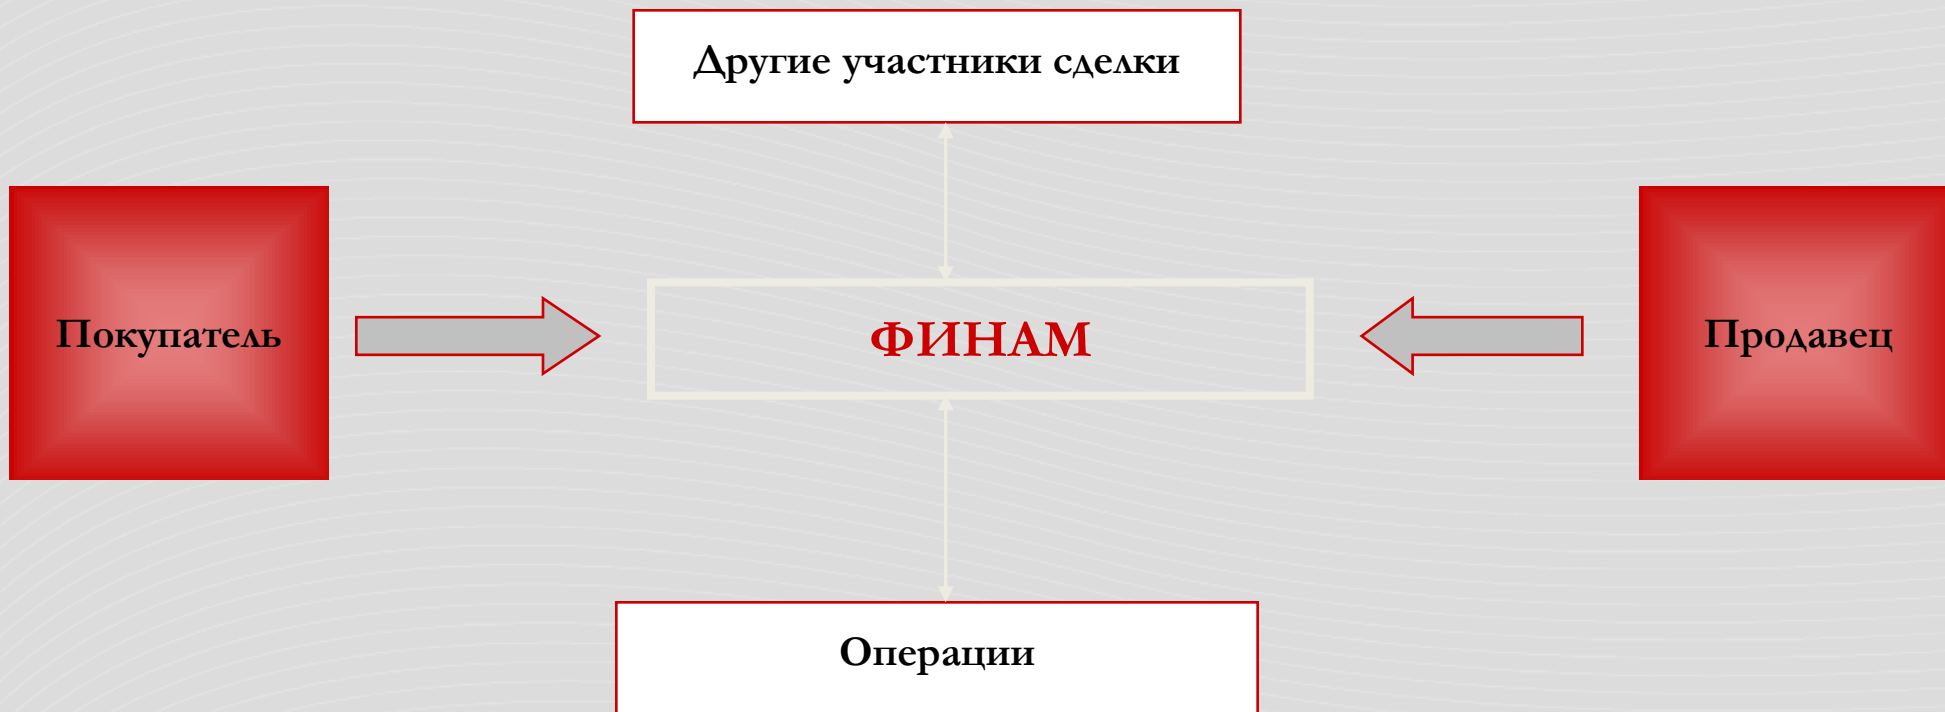 Другие участники сделки
Покупатель
ФИНАМ
Продавец
Операции